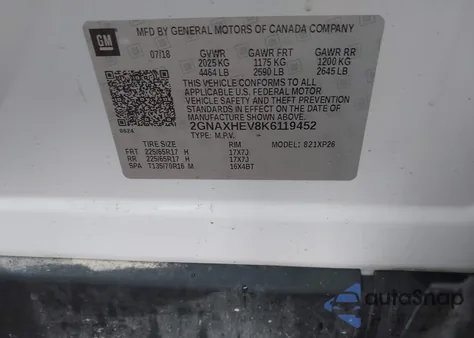 MFD BY GENERAL MOTORS OF CANADA COMPANY
GM
07/18 GVWR GAWR FRT GAWR RR
2025 KG 1175 KG 1200 KG
4464 LB 2590 LB 2645 LB
THIS VEHICLE CONFORMS TO ALL
APPLICABLE U.S. FEDERAL MOTOR
VEHICLE SAFETY, BUMPER, AND THEFT
PREVENTION STANDARDS IN EFFECT ON THE
DATE OF MANUFACTURE SHOWN ABOVE.
2GNAXHEV8K6119452
TYPE: M.P.V. MODEL: 821XP26
TIRE SIZE RIM
FRT 225/65R17 H 17X7J
RR 225/65R17 H 17X7J
SPA T135/70R16 M 16X4BT
autoSnap